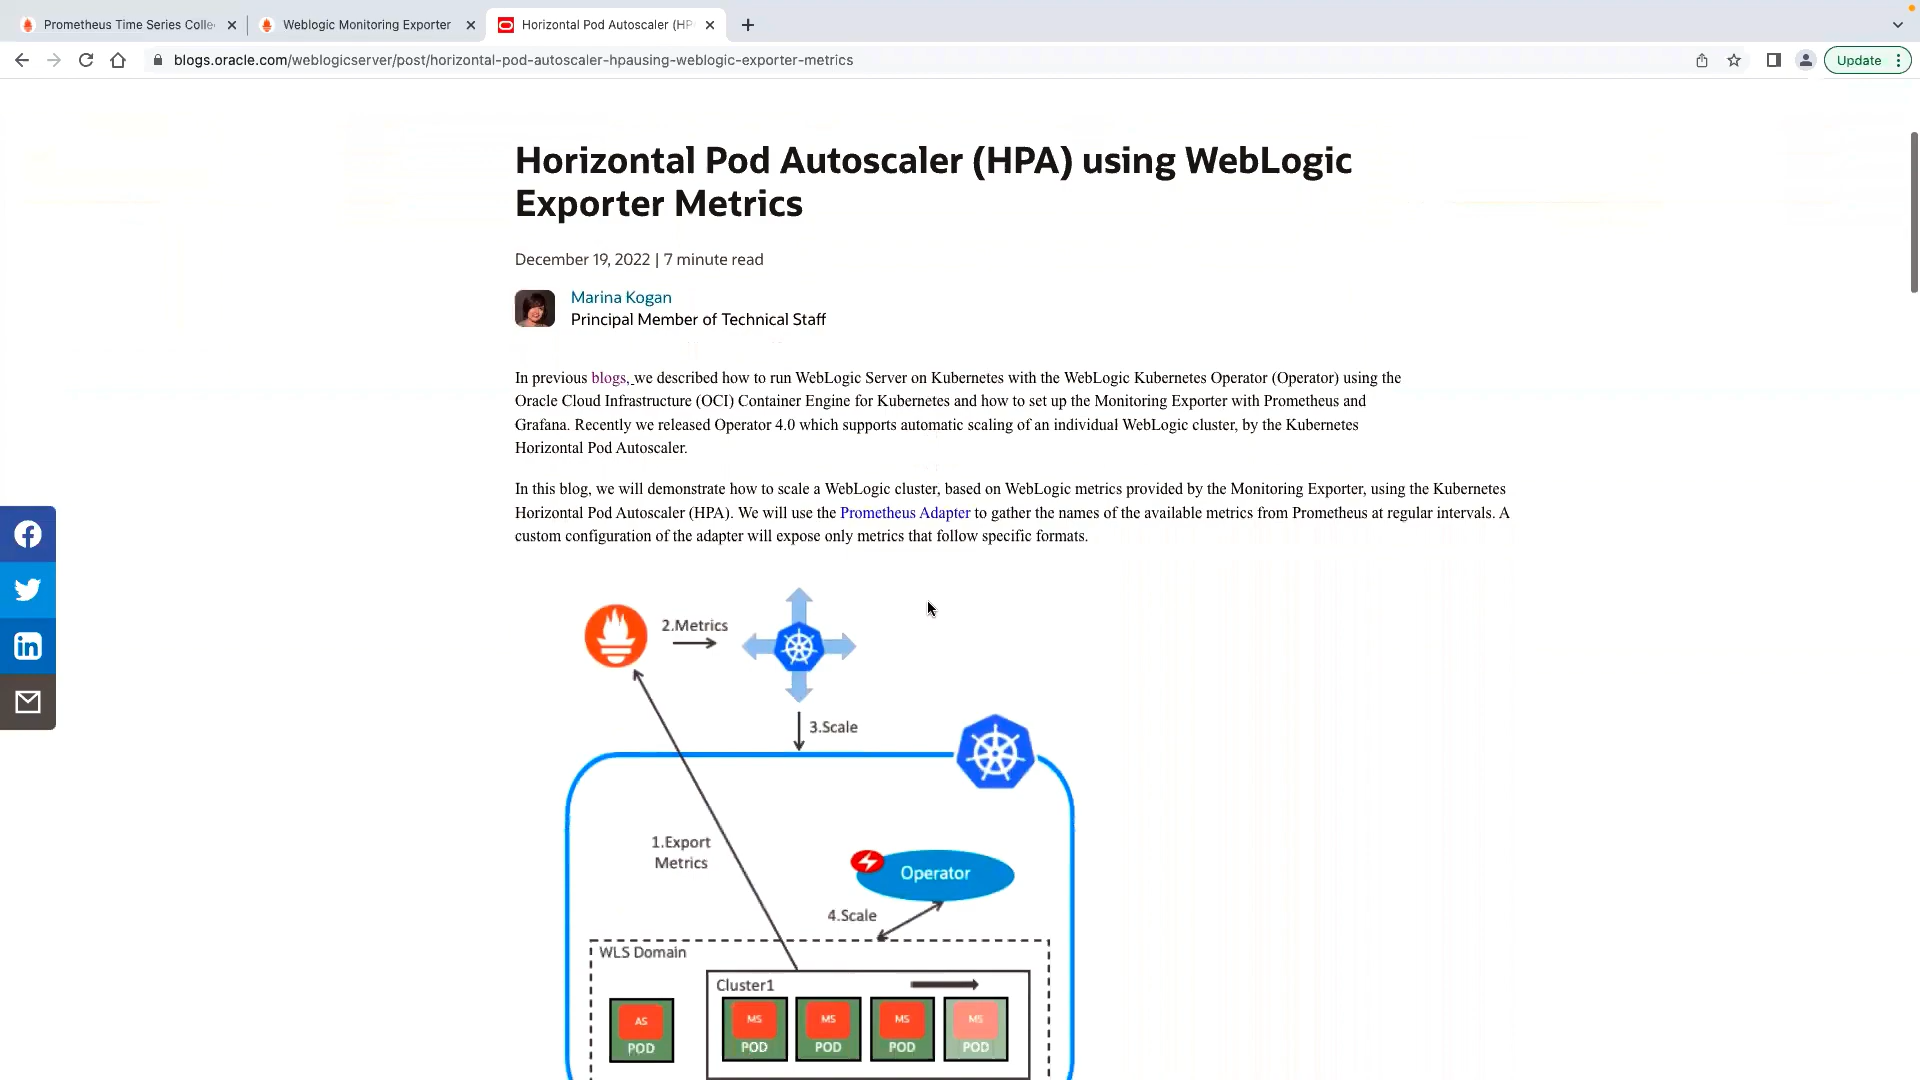 Prometheus Time Series Colle
Weblogic Monitoring Exporter
Horizontal Pod Autoscaler (HP
blogs.oracle.com/weblogicserver/post/horizontal-pod-autoscaler-hpausing-weblogic-exporter-metrics
Update
Horizontal Pod Autoscaler (HPA) using WebLogic
Exporter Metrics
December 19, 2022 | 7 minute read
Marina Kogan
Principal Member of Technical Staff
In previous blogs, we described how to run WebLogic Server on Kubernetes with the WebLogic Kubernetes Operator (Operator) using the
Oracle Cloud Infrastructure (OCI) Container Engine for Kubernetes and how to set up the Monitoring Exporter with Prometheus and
Grafana. Recently we released Operator 4.0 which supports automatic scaling of an individual WebLogic cluster, by the Kubernetes
Horizontal Pod Autoscaler.
In this blog, we will demonstrate how to scale a WebLogic cluster, based on WebLogic metrics provided by the Monitoring Exporter, using the Kubernetes
Horizontal Pod Autoscaler (HPA). We will use the Prometheus Adapter to gather the names of the available metrics from Prometheus at regular intervals. A
custom configuration of the adapter will expose only metrics that follow specific formats.
2.Metrics
3.Scale
1.Export
Metrics
Operator
4.Scale
WLS Domain
Cluster1
AS
MS
MS
MS
MS
POD
POD
POD
POD
POD